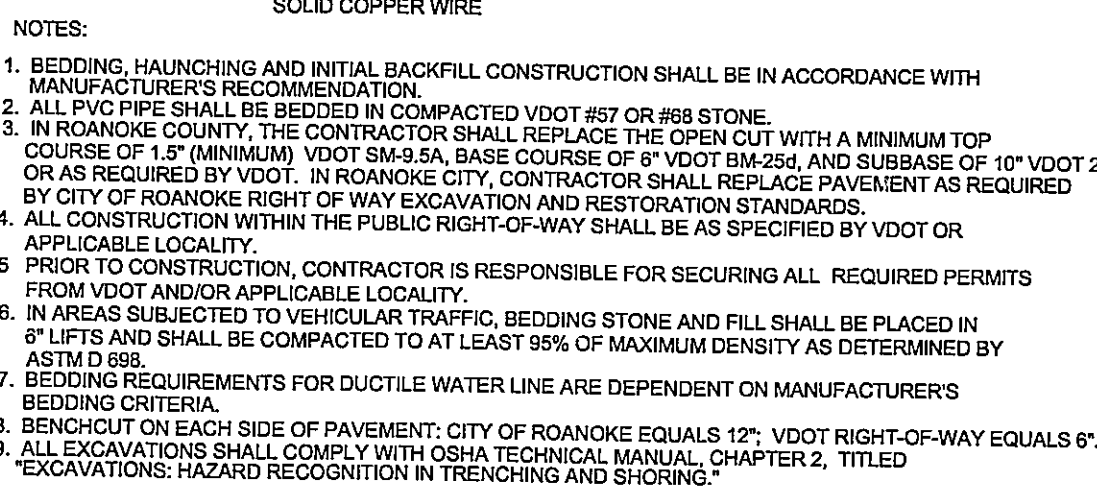 SOLID COPPER WIRE
NOTES:
1. BEDDING, HAUNCHING AND INITIAL BACKFILL CONSTRUCTION SHALL BE IN ACCORDANCE WITH
MANUFACTURER'S RECOMMENDATION.
2. ALL PVC PIPE SHALL BE BEDDED IN COMPACTED VDOT #57 OR #68 STONE.
3. IN ROANOKE COUNTY, THE CONTRACTOR SHALL REPLACE THE OPEN CUT WITH A MINIMUM TOP
COURSE OF 1.5" (MINIMUM) VDOT SM-9.5A, BASE COURSE OF 6" VDOT BM-25d, AND SUBBASE OF 10" VDOT 2
OR AS REQUIRED BY VDOT. IN ROANOKE CITY, CONTRACTOR SHALL REPLACE PAVEMENT AS REQUIRED
BY CITY OF ROANOKE RIGHT OF WAY EXCAVATION AND RESTORATION STANDARDS.
4. ALL CONSTRUCTION WITHIN THE PUBLIC RIGHT-OF-WAY SHALL BE AS SPECIFIED BY VDOT OR
APPLICABLE LOCALITY.
5 PRIOR TO CONSTRUCTION, CONTRACTOR IS RESPONSIBLE FOR SECURING ALL REQUIRED PERMITS
FROM VDOT AND/OR APPLICABLE LOCALITY.
6. IN AREAS SUBJECTED TO VEHICULAR TRAFFIC, BEDDING STONE AND FILL SHALL BE PLACED IN
6" LIFTS AND SHALL BE COMPACTED TO AT LEAST 95% OF MAXIMUM DENSITY AS DETERMINED BY
ASTM D 698.
7. BEDDING REQUIREMENTS FOR DUCTILE WATER LINE ARE DEPENDENT ON MANUFACTURER'S
BEDDING CRITERIA.
8. BENCHCUT ON EACH SIDE OF PAVEMENT: CITY OF ROANOKE EQUALS 12"; VDOT RIGHT-OF-WAY EQUALS 6".
9. ALL EXCAVATIONS SHALL COMPLY WITH OSHA TECHNICAL MANUAL, CHAPTER 2, TITLED
"EXCAVATIONS: HAZARD RECOGNITION IN TRENCHING AND SHORING."